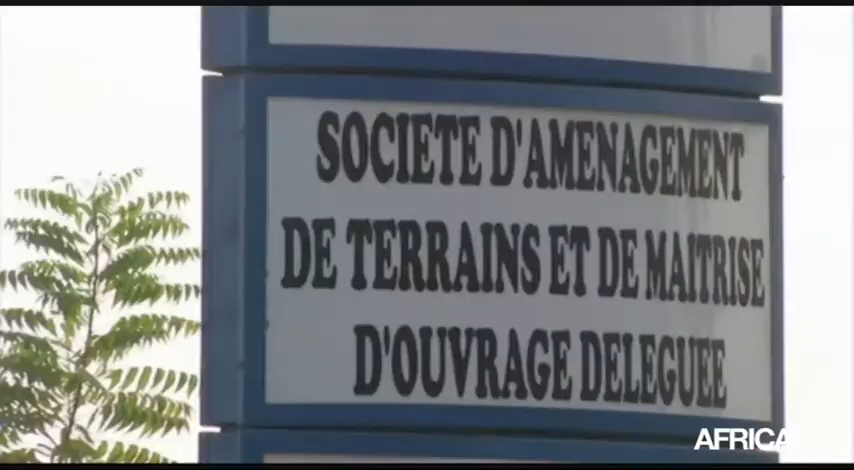 SOCIETE D'AMENAGEMENT
DE TERRAINS ET DE MAITRISE
D'OUVRAGE DELEGUEE
AFRICA